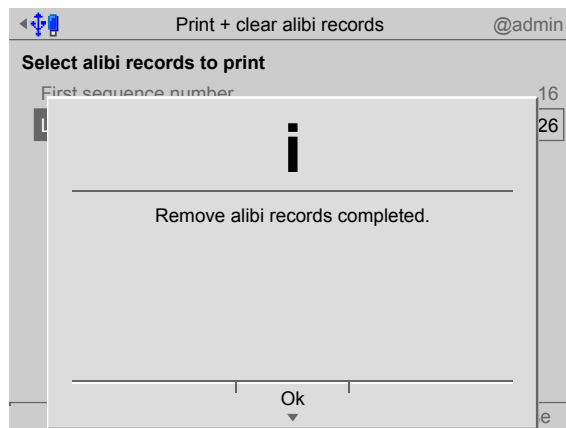 Print + clear alibi records @admin
Select alibi records to print
First sequence number 16
26
i
Remove alibi records completed.
Ok